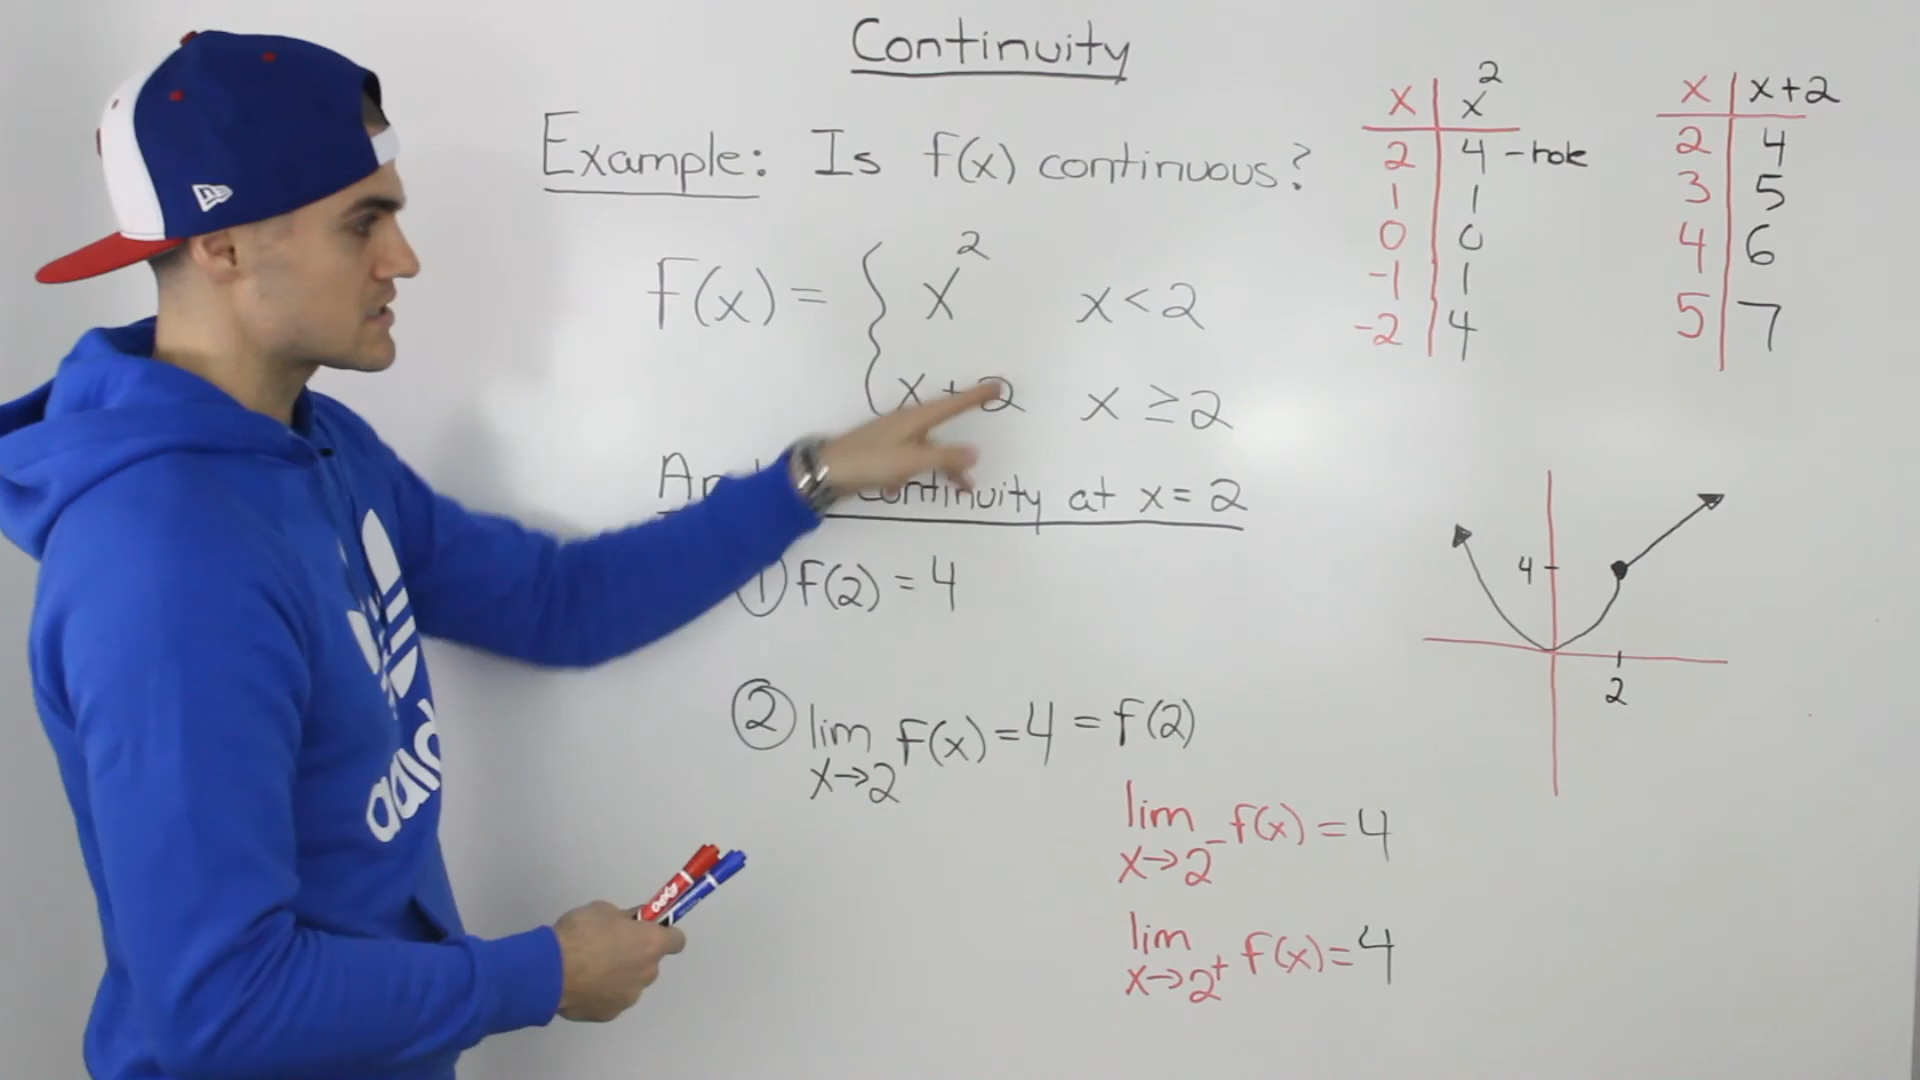 Continuity
Example: Is f(x) continuous?
f(x) = { x² x < 2
x + 2 x ≥ 2
continuity at x = 2
① f(2) = 4
② lim f(x) = 4 = f(2)
x→2
lim f(x) = 4
x→2⁻
lim f(x) = 4
x→2⁺
x | x²
2 | 4 - hole
1 | 1
0 | 0
-1 | 1
-2 | 4
x | x+2
2 | 4
3 | 5
4 | 6
5 | 7
4
2
adid